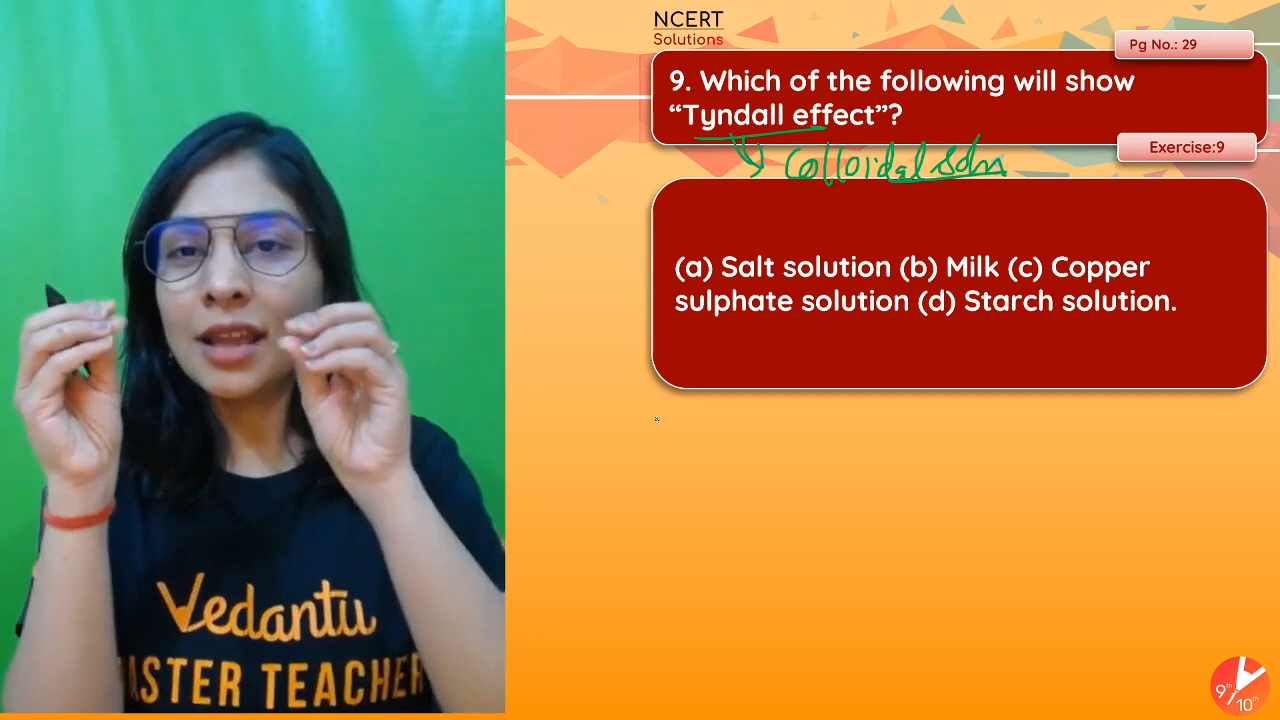 NCERT
Solutions
Pg No.: 29
9. Which of the following will show
“Tyndall effect”?
Exercise:9
Colloidal soln
(a) Salt solution (b) Milk (c) Copper
sulphate solution (d) Starch solution.
Vedantu
ASTER TEACHER
9th
10th